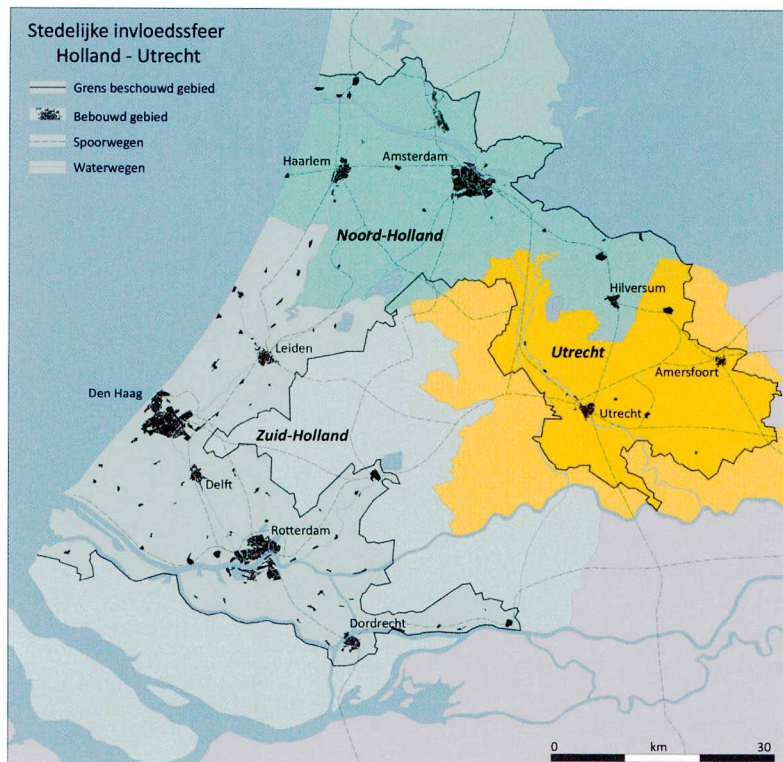 Stedelijke invloedssfeer
Holland - Utrecht
Grens beschouwd gebied
Bebouwd gebied
Spoorwegen
Waterwegen
Haarlem
Amsterdam
Noord-Holland
Hilversum
Utrecht
Leiden
Amersfoort
Den Haag
Utrecht
Zuid-Holland
Delft
Rotterdam
Dordrecht
0 km 30